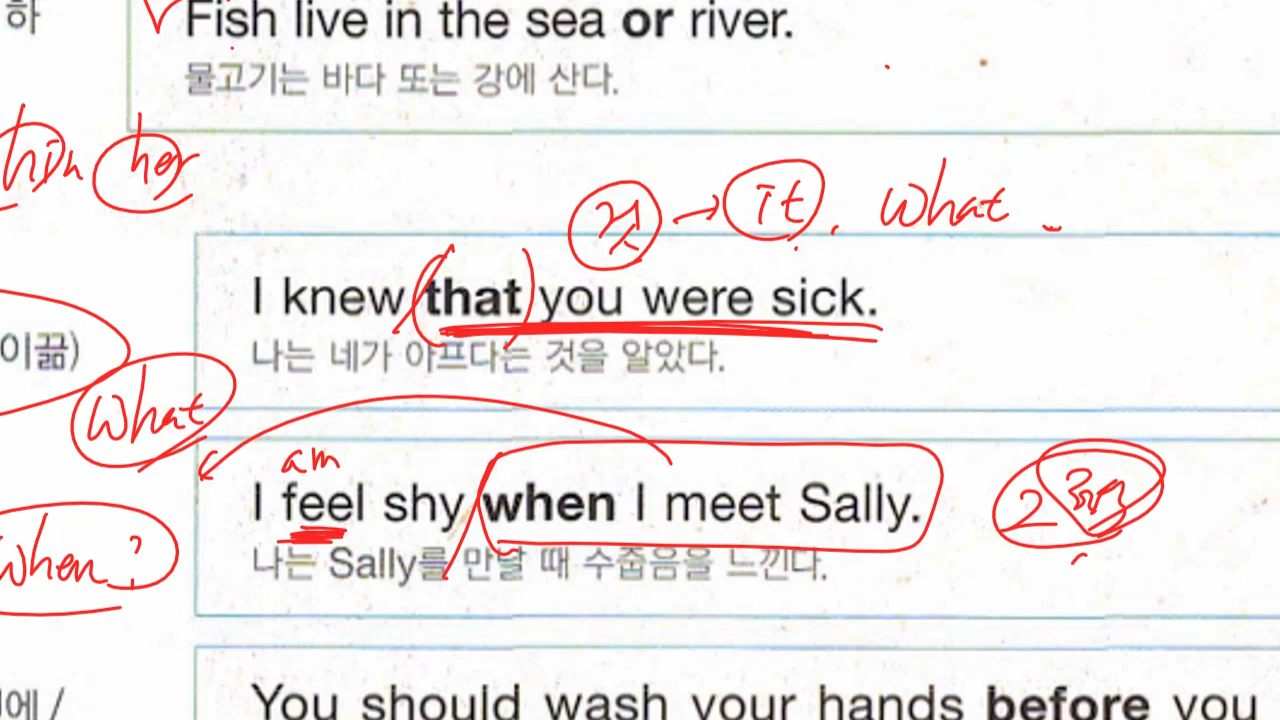 하
Fish live in the sea or river.
물고기는 바다 또는 강에 산다.
him her
것 → it, what
I knew (that) you were sick.
나는 네가 아프다는 것을 알았다.
이끎)
what
am
I feel shy when I meet Sally.
나는 Sally를 만날 때 수줍음을 느낀다.
2
when?
에 /
You should wash your hands before you